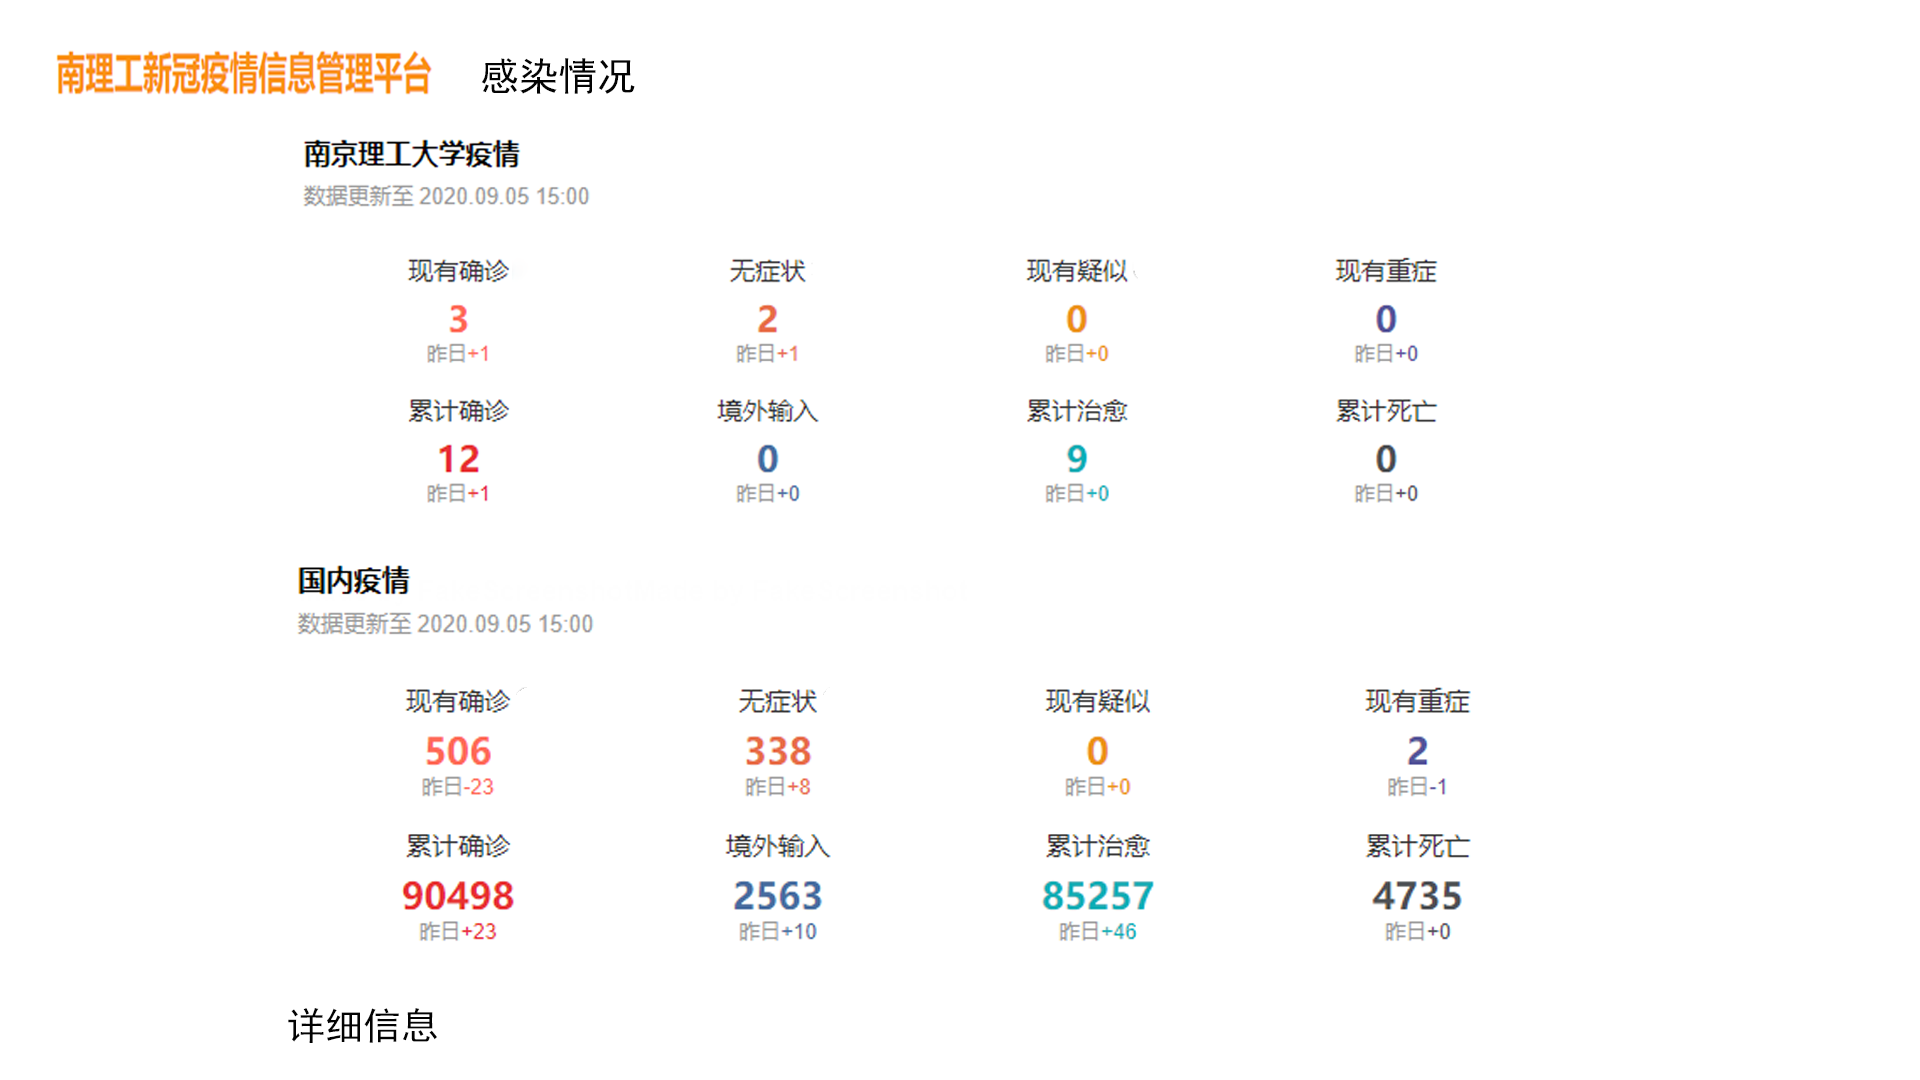 南理工新冠疫情信息管理平台 感染情况
南京理工大学疫情
数据更新至 2020.09.05 15:00
现有确诊 无症状 现有疑似 现有重症
3 2 0 0
昨日+1 昨日+1 昨日+0 昨日+0
累计确诊 境外输入 累计治愈 累计死亡
12 0 9 0
昨日+1 昨日+0 昨日+0 昨日+0
国内疫情
数据更新至 2020.09.05 15:00
现有确诊 无症状 现有疑似 现有重症
506 338 0 2
昨日-23 昨日+8 昨日+0 昨日-1
累计确诊 境外输入 累计治愈 累计死亡
90498 2563 85257 4735
昨日+23 昨日+10 昨日+46 昨日+0
详细信息